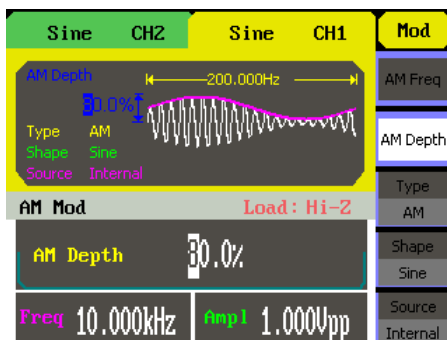 Sine CH2 Sine CH1 Mod
AM Depth
200.000Hz
80.0%
Type AM
Shape Sine
Source Internal
AM Mod Load: Hi-Z
AM Depth 80.0%
Freq 10.000kHz Ampl 1.000Vpp
AM Freq
AM Depth
Type
AM
Shape
Sine
Source
Internal